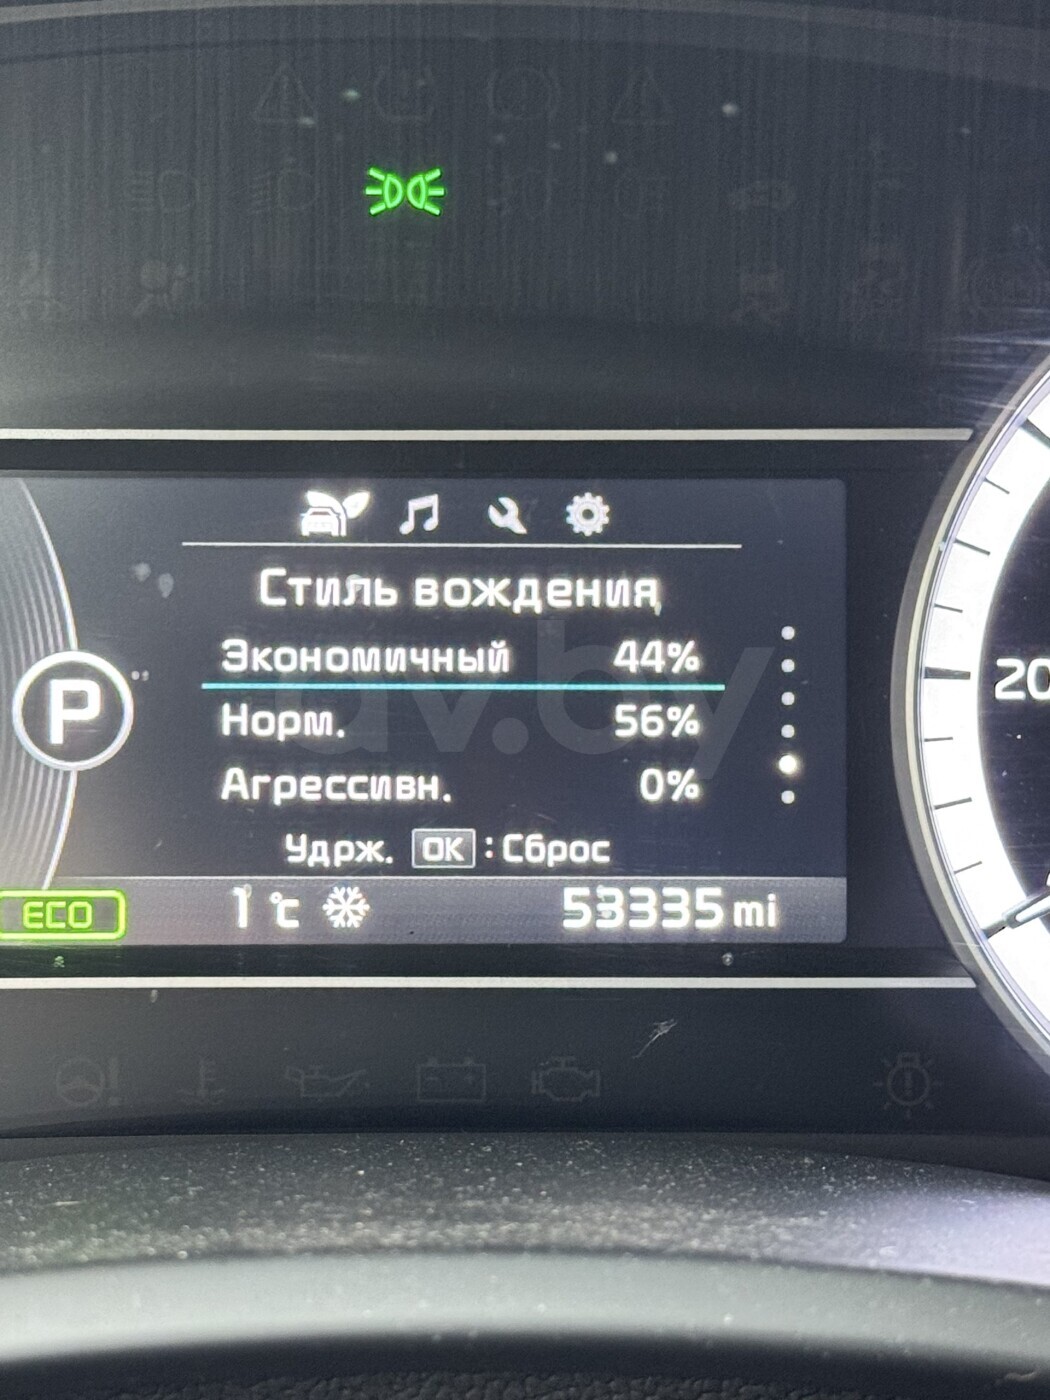 Стиль вождения
Экономичный 44%
Норм. 56%
Агрессивн. 0%
Удрж. OK : Сброс
P
ECO 1 °C 53335 mi
20
av.by